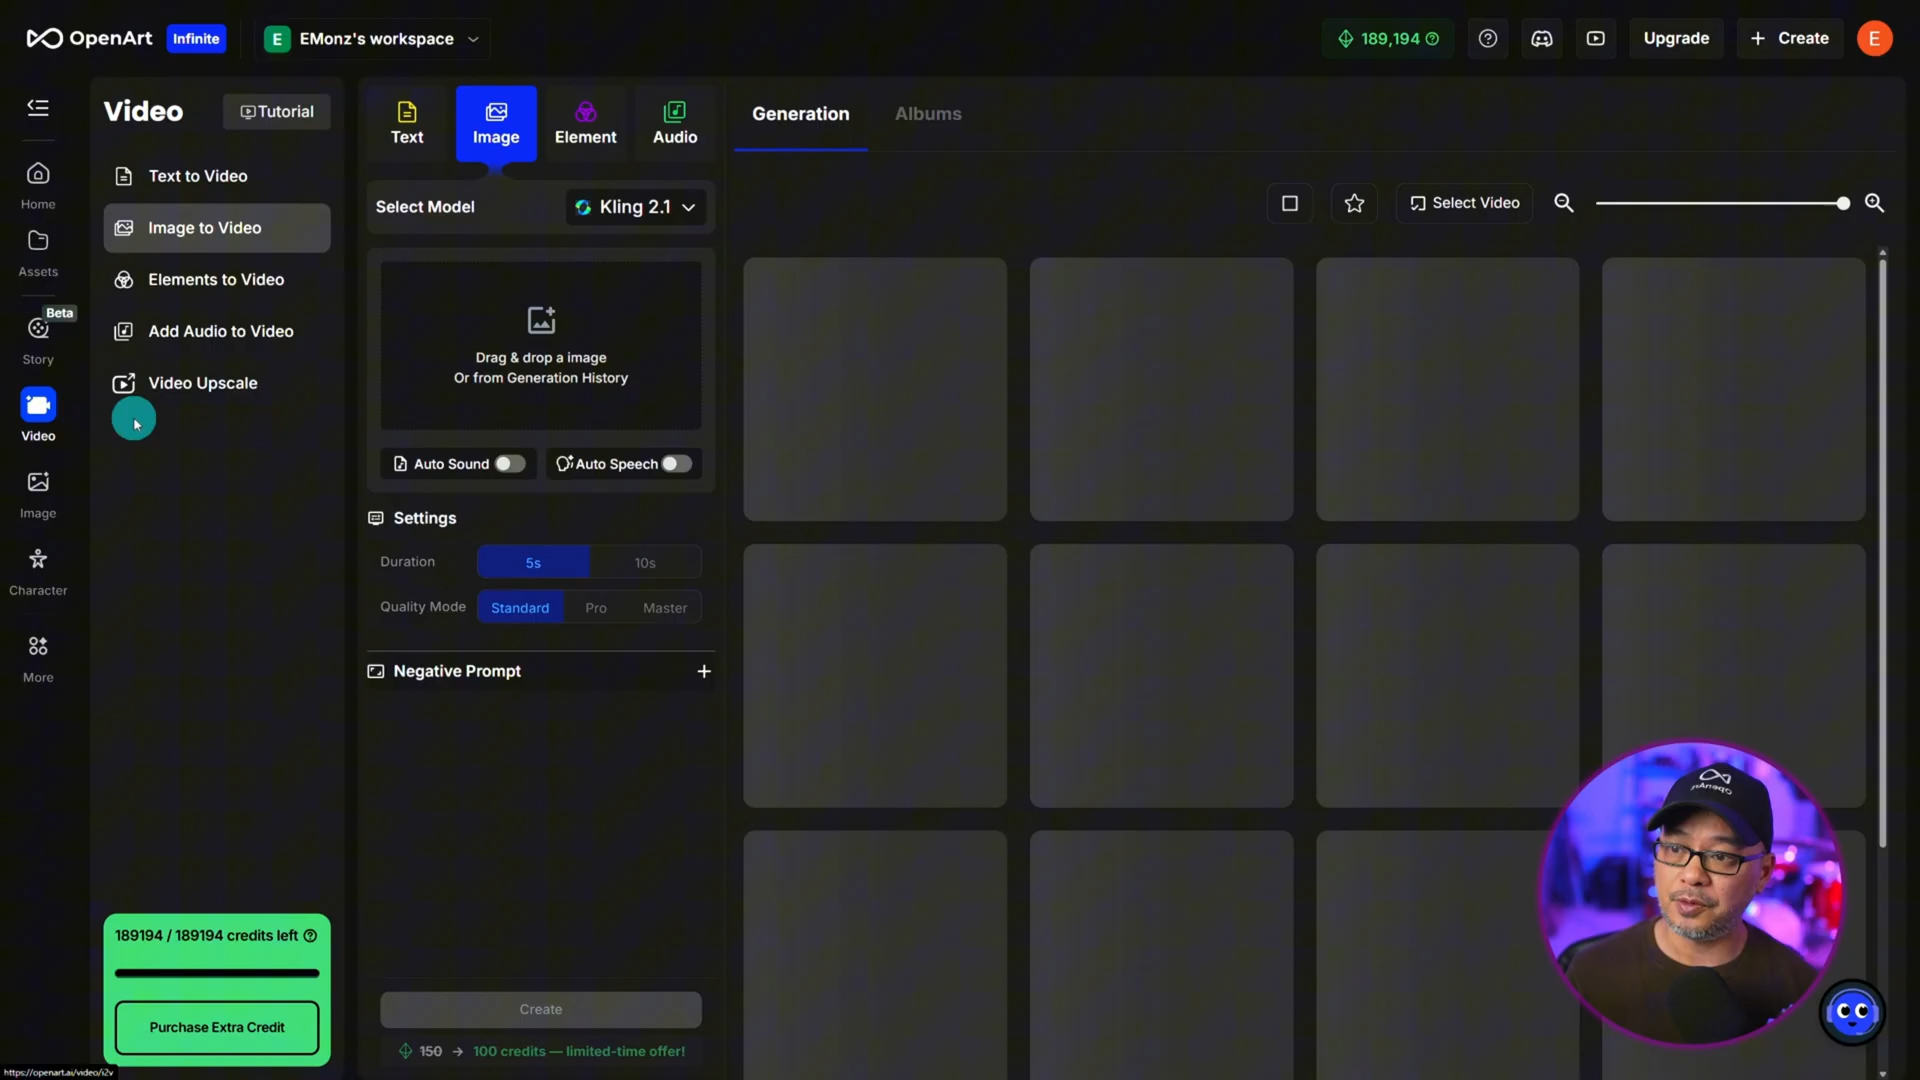 OpenArt
Infinite
E
EMonz's workspace
189,194
Upgrade
+ Create
E
Video
Tutorial
Text
Image
Element
Audio
Generation
Albums
Text to Video
Image to Video
Elements to Video
Add Audio to Video
Video Upscale
Home
Assets
Beta
Story
Video
Image
Character
More
Select Model
Kling 2.1
Select Video
Drag & drop a image
Or from Generation History
Auto Sound
Auto Speech
Settings
Duration
5s
10s
Quality Mode
Standard
Pro
Master
Negative Prompt
+
189194 / 189194 credits left
Purchase Extra Credit
Create
150 → 100 credits — limited-time offer!
OpenArt
https://openart.ai/video/i2v